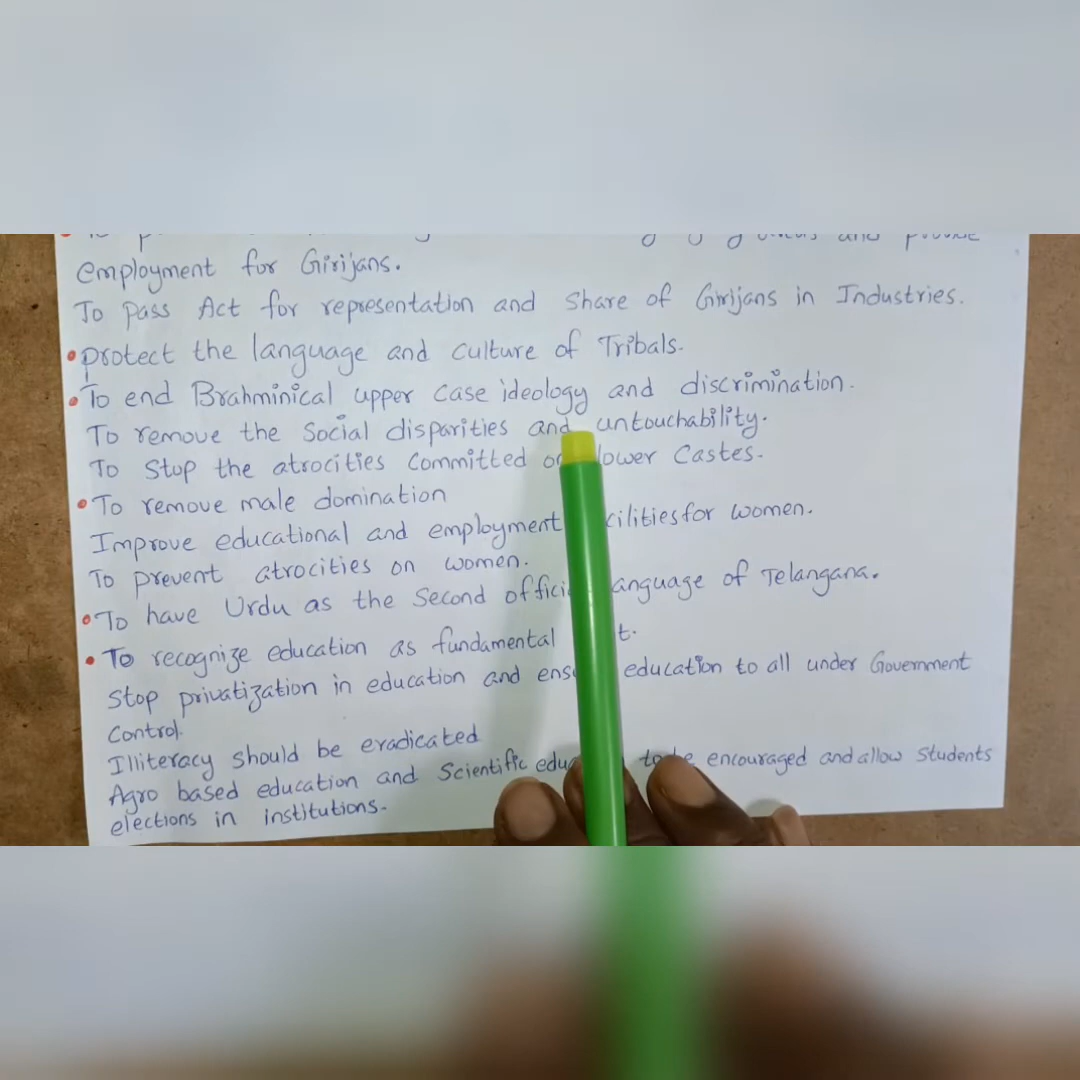 employment for Girijans.
To pass Act for representation and share of Girijans in Industries.
• protect the language and culture of Tribals.
• To end Brahminical upper case ideology and discrimination.
To remove the Social disparities and untouchability.
To stop the atrocities committed lower Castes.
• To remove male domination
Improve educational and employment for women.
To prevent atrocities on women.
• To have Urdu as the second language of Telangana.
• To recognize education as fundamental
Stop privatization in education and education to all under Government
Control.
Illiteracy should be eradicated
Agro based education and Scientific to be encouraged and allow students
elections in institutions.